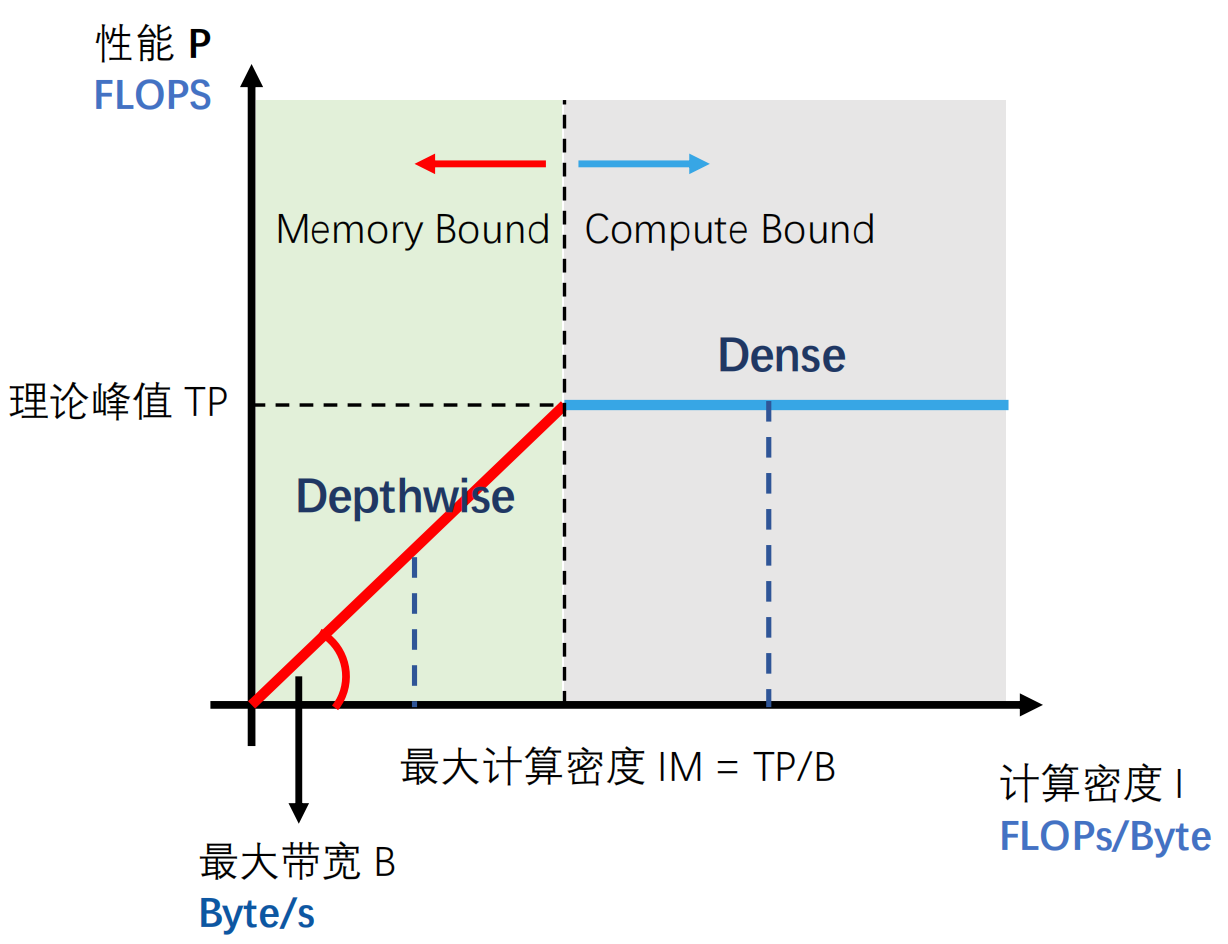 性能 P
FLOPS
Memory Bound
Compute Bound
Dense
理论峰值 TP
Depthwise
最大计算密度 IM = TP/B
计算密度 I
FLOPs/Byte
最大带宽 B
Byte/s